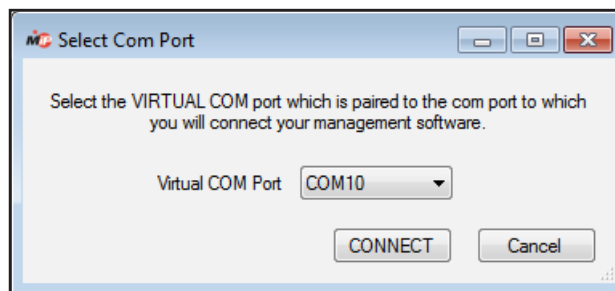 Select Com Port
Select the VIRTUAL COM port which is paired to the com port to which
you will connect your management software.
Virtual COM Port COM10
CONNECT Cancel